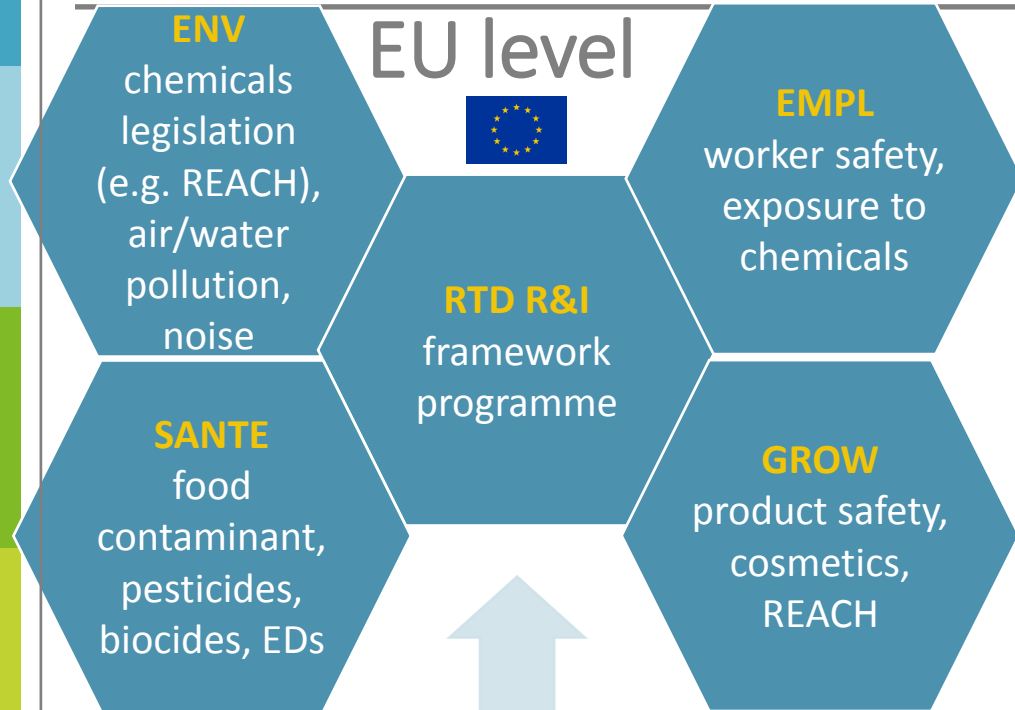 EU level
ENV
chemicals
legislation
(e.g. REACH),
air/water
pollution,
noise
EMPL
worker safety,
exposure to
chemicals
RTD R&I
framework
programme
SANTE
food
contaminant,
pesticides,
biocides, EDs
GROW
product safety,
cosmetics,
REACH